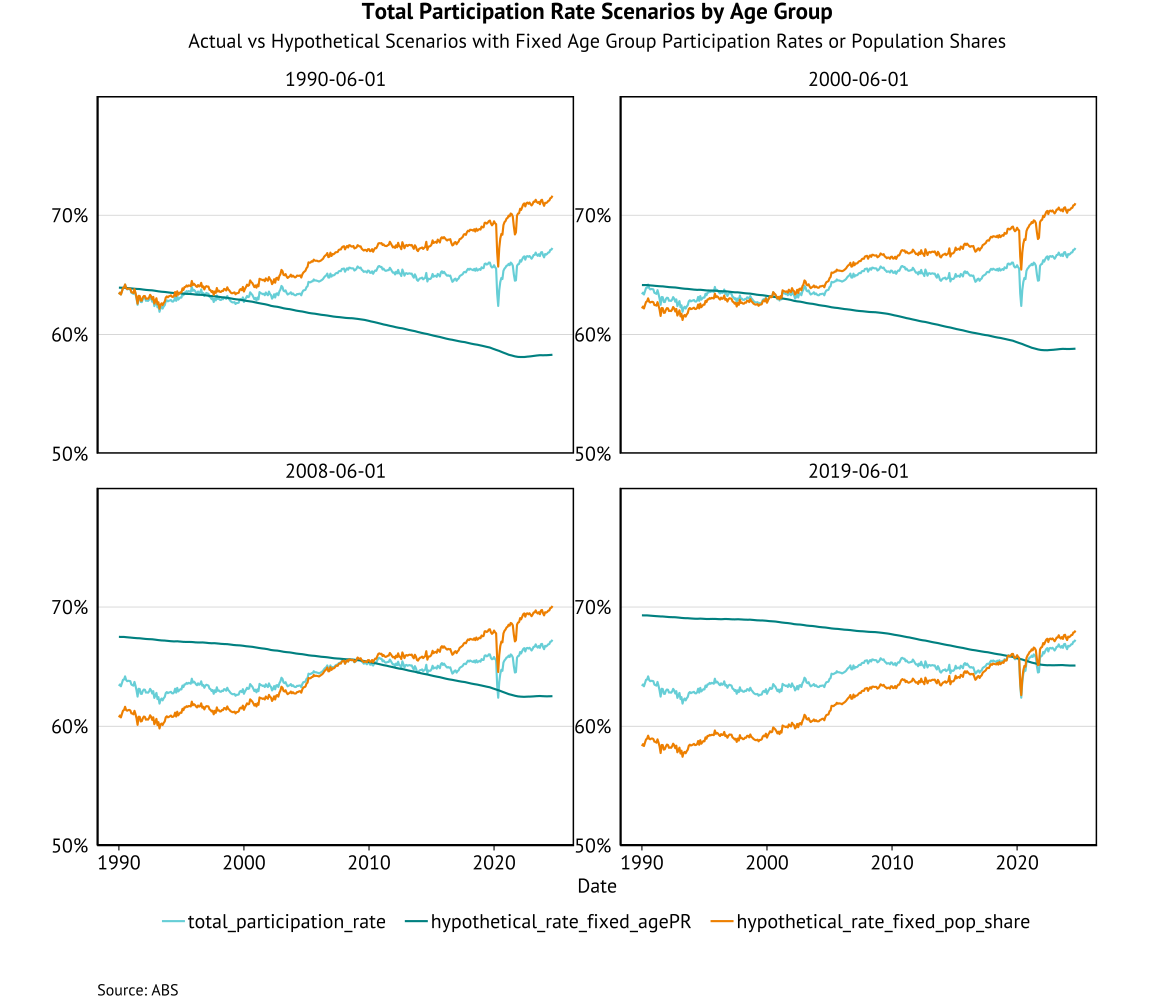 Total Participation Rate Scenarios by Age Group
Actual vs Hypothetical Scenarios with Fixed Age Group Participation Rates or Population Shares
1990-06-01
2000-06-01
70%
70%
60%
60%
50%
50%
2008-06-01
2019-06-01
70%
70%
60%
60%
50%
50%
1990 2000 2010 2020
1990 2000 2010 2020
Date
total_participation_rate hypothetical_rate_fixed_agePR hypothetical_rate_fixed_pop_share
Source: ABS